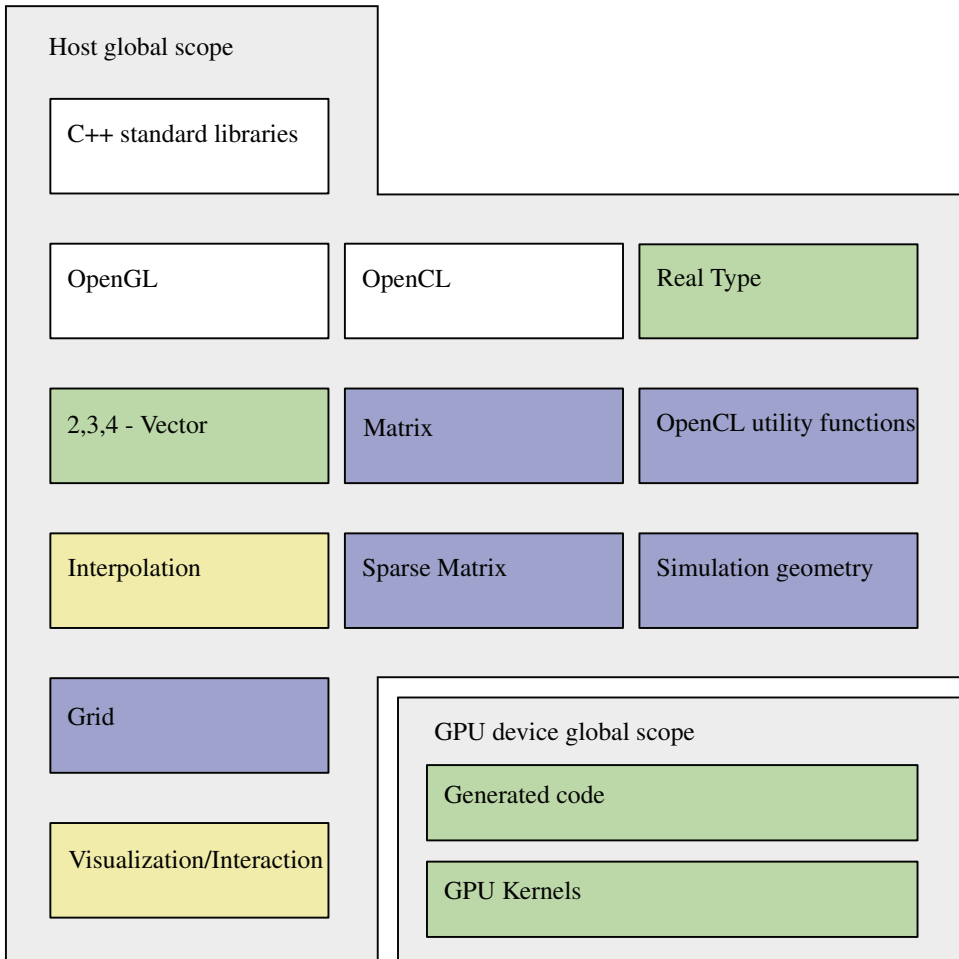 Host global scope
C++ standard libraries
OpenGL
OpenCL
Real Type
2,3,4 - Vector
Matrix
OpenCL utility functions
Interpolation
Sparse Matrix
Simulation geometry
Grid
GPU device global scope
Generated code
Visualization/Interaction
GPU Kernels